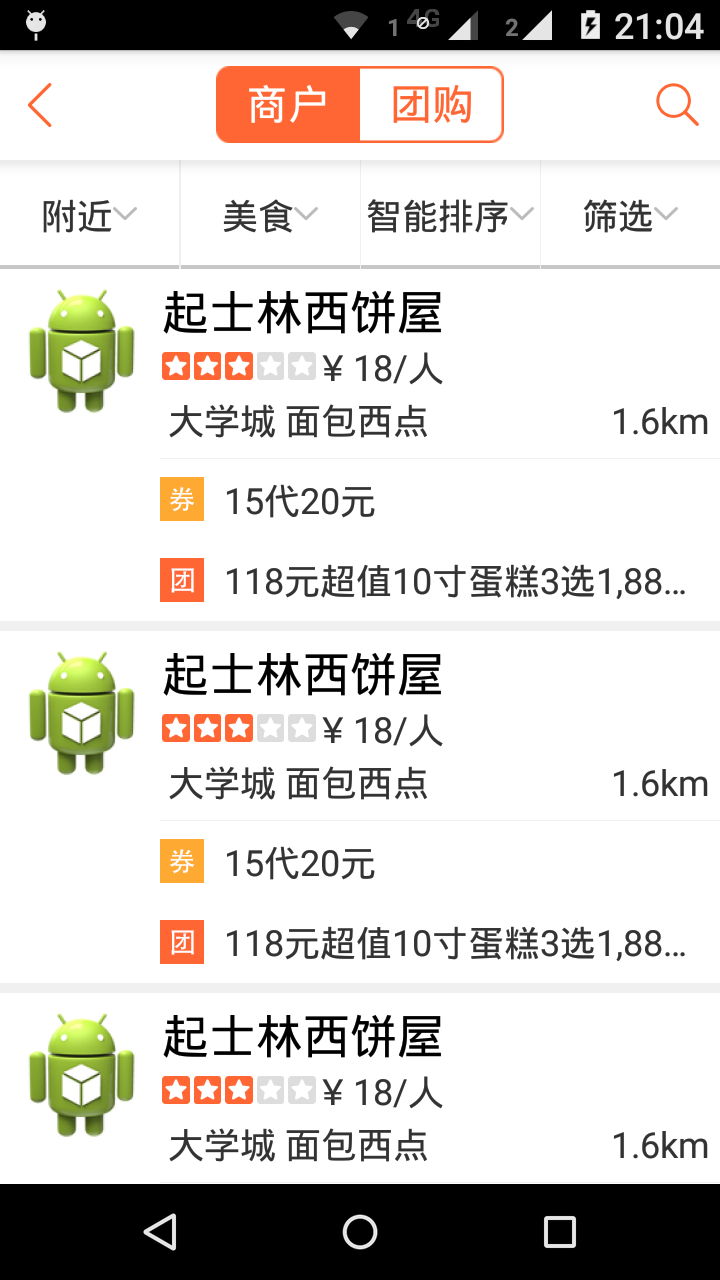 1 4G 2 21:04
商户 团购
附近 美食 智能排序 筛选
起士林西饼屋
¥ 18/人
大学城 面包西点 1.6km
券 15代20元
团 118元超值10寸蛋糕3选1,88...
起士林西饼屋
¥ 18/人
大学城 面包西点 1.6km
券 15代20元
团 118元超值10寸蛋糕3选1,88...
起士林西饼屋
¥ 18/人
大学城 面包西点 1.6km